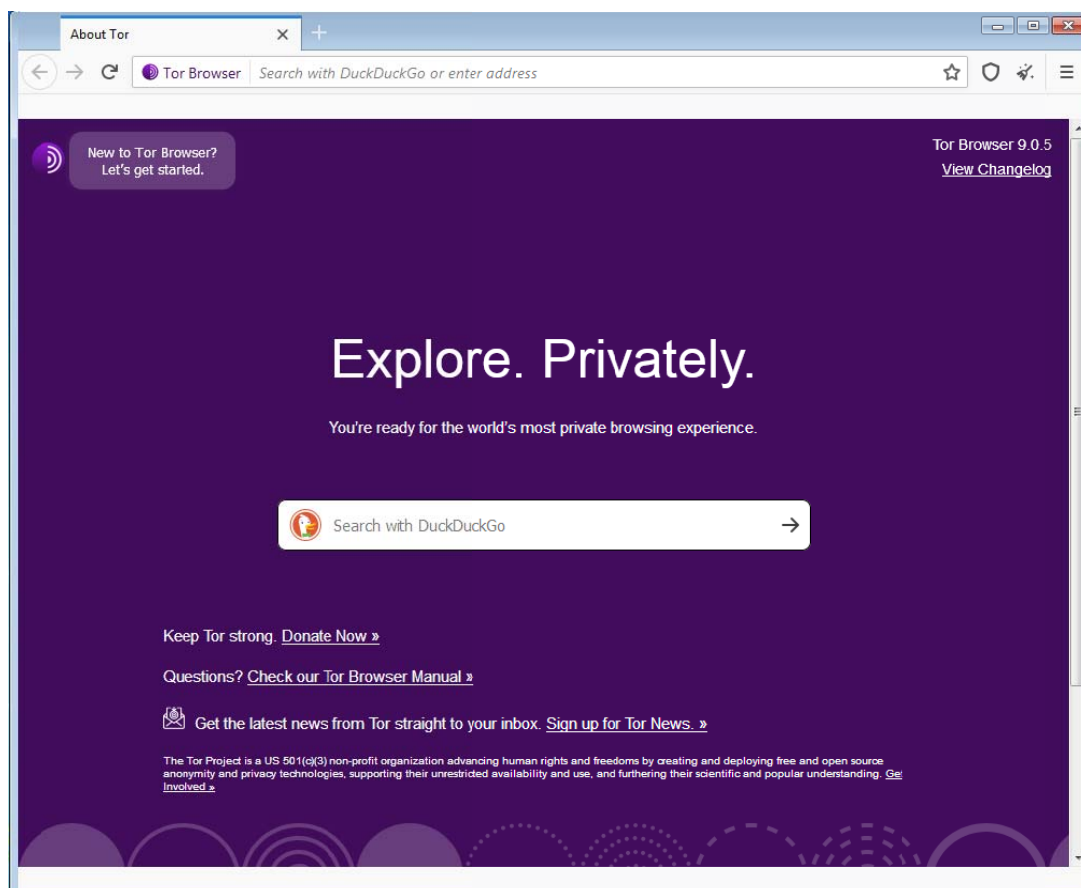 About Tor
Tor Browser Search with DuckDuckGo or enter address
New to Tor Browser?
Let's get started.
Tor Browser 9.0.5
View Changelog
Explore. Privately.
You're ready for the world's most private browsing experience.
Search with DuckDuckGo
Keep Tor strong. Donate Now »
Questions? Check our Tor Browser Manual »
Get the latest news from Tor straight to your inbox. Sign up for Tor News. »
The Tor Project is a US 501(c)(3) non-profit organization advancing human rights and freedoms by creating and deploying free and open source
anonymity and privacy technologies, supporting their unrestricted availability and use, and furthering their scientific and popular understanding. Get
Involved »